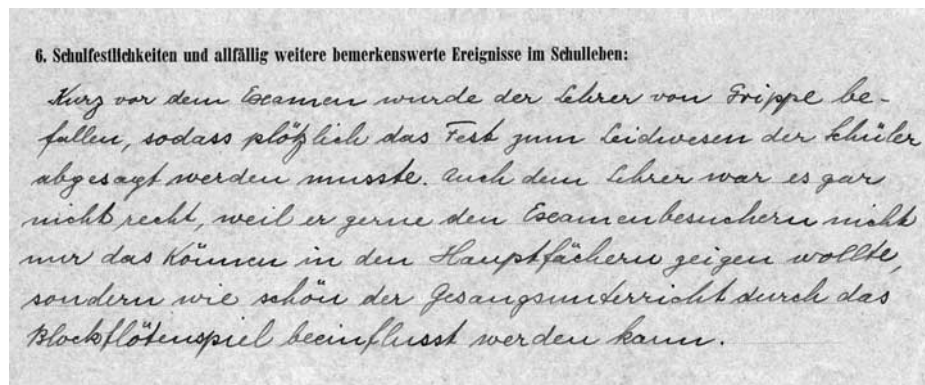 6. Schulfestlichkeiten und allfällig weitere bemerkenswerte Ereignisse im Schulleben:
Kurz vor dem Examen wurde der Lehrer von Grippe be-
fallen, sodass plötzlich das Fest zum Leidwesen der Schüler
abgesagt werden musste. Auch dem Lehrer war es gar
nicht recht, weil er gerne den Examenbesuchern nicht
nur das Können in den Hauptfächern zeigen wollte,
sondern wie schön der Gesangsunterricht durch das
Blockflötenspiel beeinflusst werden kann.